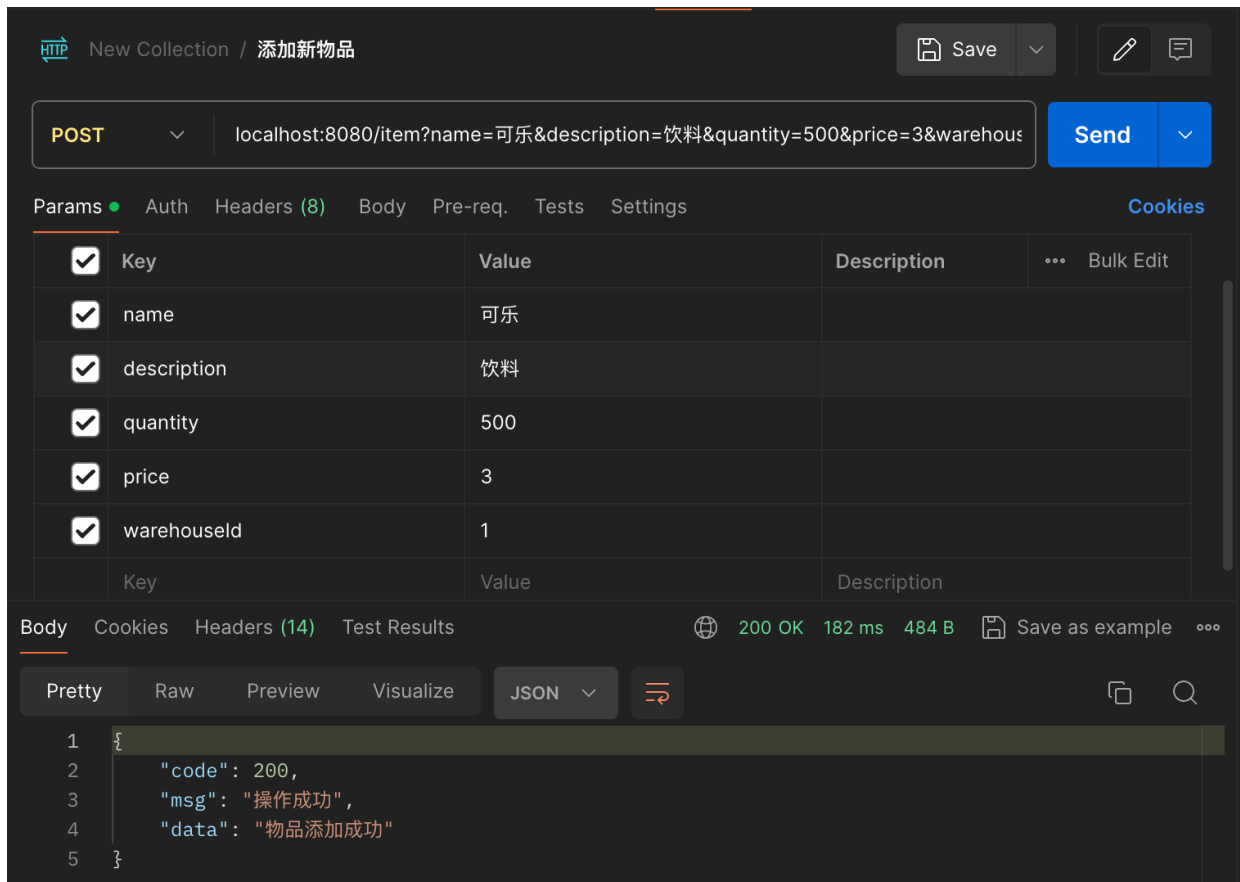 HTTP New Collection / 添加新物品 Save
POST localhost:8080/item?name=可乐&description=饮料&quantity=500&price=3&warehous Send
Params Auth Headers (8) Body Pre-req. Tests Settings Cookies
Key Value Description Bulk Edit
name 可乐
description 饮料
quantity 500
price 3
warehouseId 1
Key Value Description
Body Cookies Headers (14) Test Results 200 OK 182 ms 484 B Save as example
Pretty Raw Preview Visualize JSON
1 {
2 "code": 200,
3 "msg": "操作成功",
4 "data": "物品添加成功"
5 }